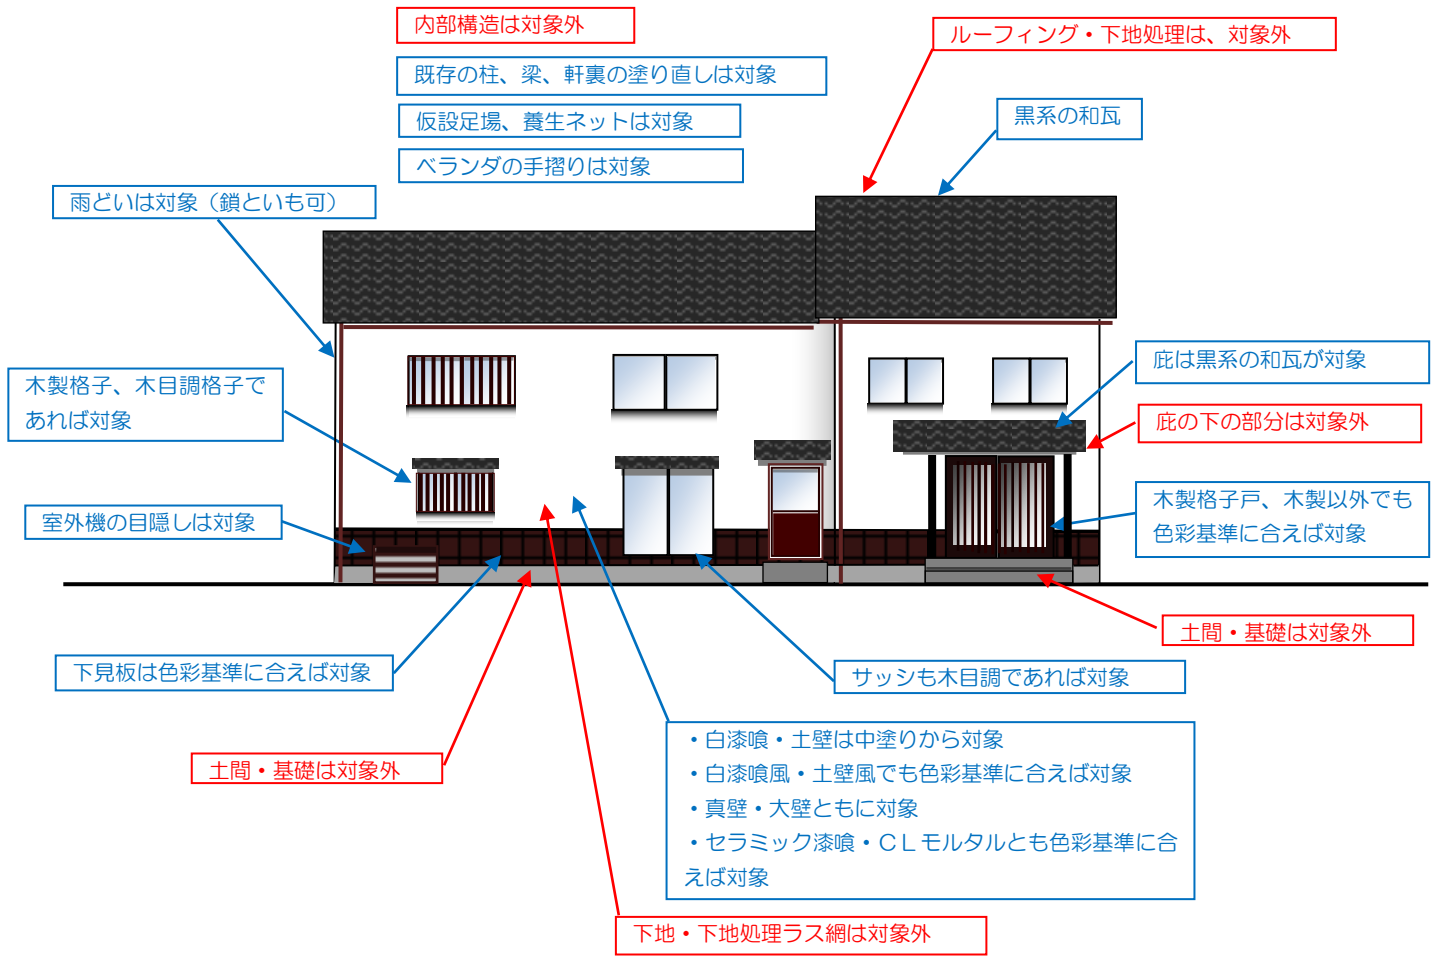 内部構造は対象外
ルーフィング・下地処理は、対象外
既存の柱、梁、軒裏の塗り直しは対象
仮設足場、養生ネットは対象
黒系の和瓦
ベランダの手摺りは対象
雨どいは対象（鎖といも可）
庇は黒系の和瓦が対象
木製格子、木目調格子で
あれば対象
庇の下の部分は対象外
木製格子戸、木製以外でも
色彩基準に合えば対象
室外機の目隠しは対象
土間・基礎は対象外
下見板は色彩基準に合えば対象
サッシも木目調であれば対象
土間・基礎は対象外
・白漆喰・土壁は中塗りから対象
・白漆喰風・土壁風でも色彩基準に合えば対象
・真壁・大壁ともに対象
・セラミック漆喰・ＣＬモルタルとも色彩基準に合
えば対象
下地・下地処理ラス網は対象外